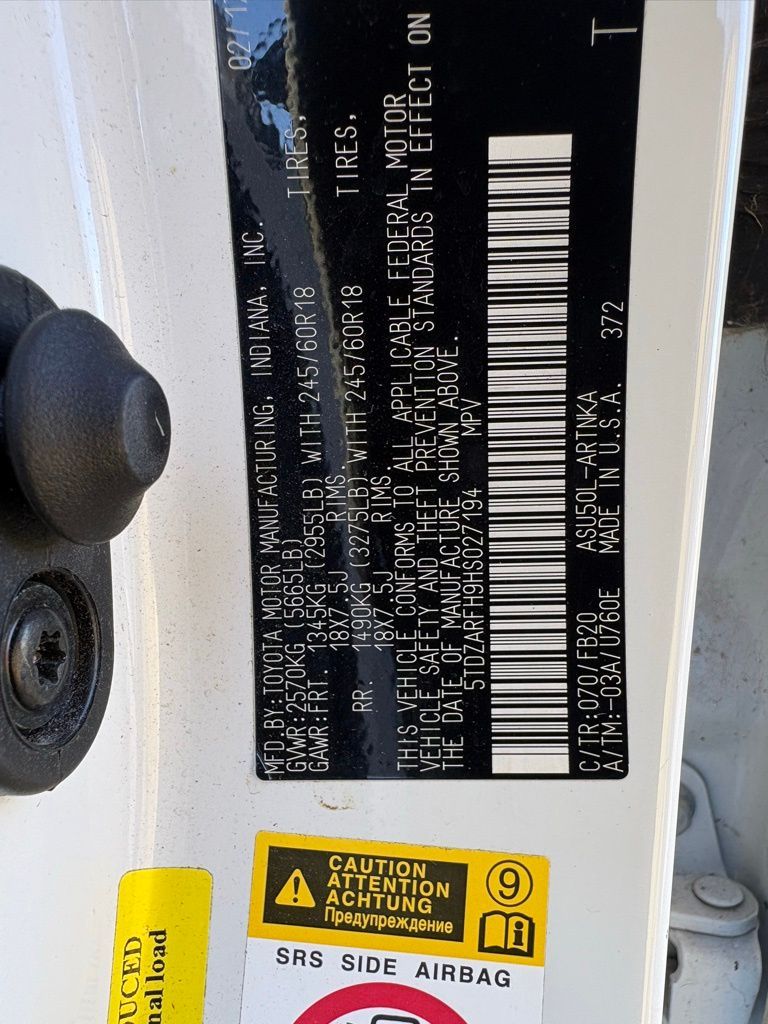 MFD.BY:TOYOTA MOTOR MANUFACTURING, INDIANA, INC. 02/17
GVWR:2570KG (5665LB)
GAWR:FRT. 1345KG (2955LB) WITH 245/60R18 TIRES,
18X7.5J RIMS.
RR. 1490KG (3275LB) WITH 245/60R18 TIRES,
18X7.5J RIMS.
THIS VEHICLE CONFORMS TO ALL APPLICABLE FEDERAL MOTOR
VEHICLE SAFETY AND THEFT PREVENTION STANDARDS IN EFFECT ON
THE DATE OF MANUFACTURE SHOWN ABOVE.
5TDZARFH9HS027194 MPV
C/TR:070/FB20 ASU50L-ARTNKA
A/TM:-03A/U760E MADE IN U.S.A. 372 T
CAUTION
ATTENTION
ACHTUNG
Предупреждение
9
i
SRS SIDE AIRBAG
UCED
nal load